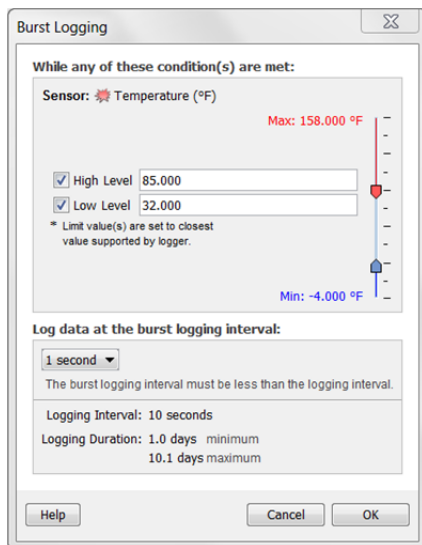 Burst Logging
While any of these condition(s) are met:
Sensor: Temperature (°F)
Max: 158.000 °F
High Level 85.000
Low Level 32.000
* Limit value(s) are set to closest
value supported by logger.
Min: -4.000 °F
Log data at the burst logging interval:
1 second
The burst logging interval must be less than the logging interval.
Logging Interval: 10 seconds
Logging Duration: 1.0 days minimum
10.1 days maximum
Help Cancel OK